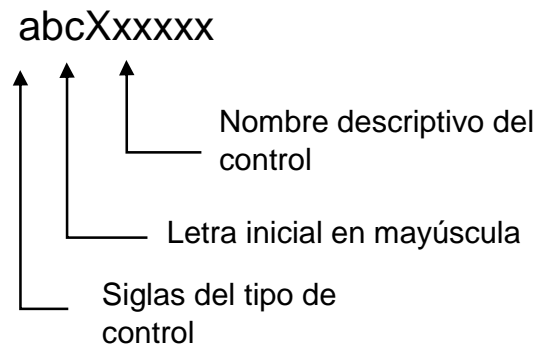 abcXxxxxx
Nombre descriptivo del
control
Letra inicial en mayúscula
Siglas del tipo de
control